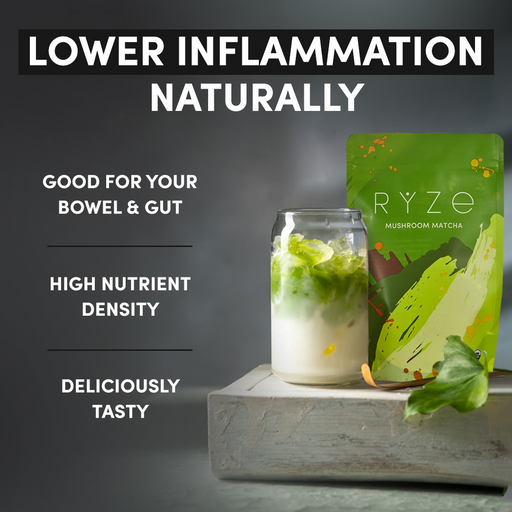 LOWER INFLAMMATION
NATURALLY
GOOD FOR YOUR
BOWEL & GUT
HIGH NUTRIENT
DENSITY
DELICIOUSLY
TASTY
RYZE
MUSHROOM MATCHA